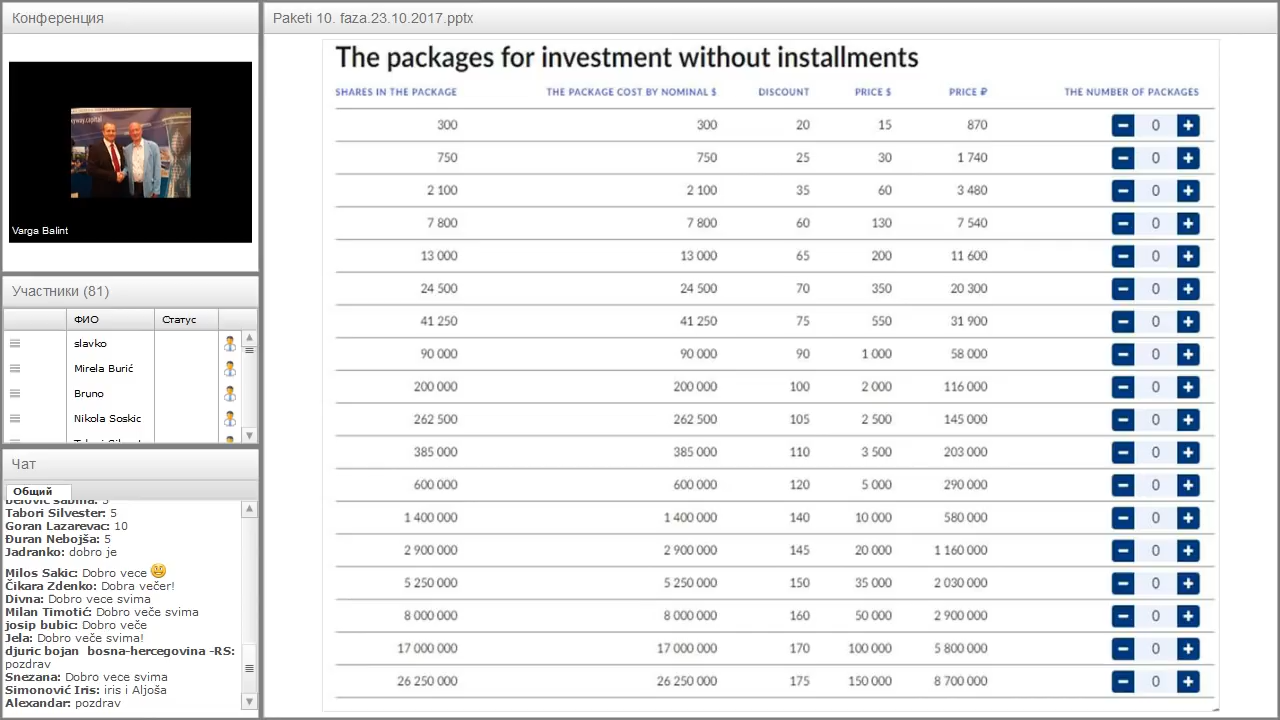 Конференция
Varga Balint
Участники (81)
ФИО Статус
slavko
Mirela Burić
Bruno
Nikola Soskic
Чат
Общий
Tabori Silvester: 5
Goran Lazarevac: 10
Đuran Nebojša: 5
Jadranko: dobro je
Milos Sakic: Dobro vece
Čikara Zdenko: Dobra večer!
Divna: Dobro vece svima
Milan Timotić: Dobro veče svima
josip bubic: Dobro veče
Jela: Dobro veče svima!
djuric bojan bosna-hercegovina -RS:
pozdrav
Snezana: Dobro vece svima
Simonović Iris: iris i Aljoša
Alexandar: pozdrav
Paketi 10. faza.23.10.2017.pptx
The packages for investment without installments
SHARES IN THE PACKAGE THE PACKAGE COST BY NOMINAL $ DISCOUNT PRICE $ PRICE ₽ THE NUMBER OF PACKAGES
300 300 20 15 870 − 0 +
750 750 25 30 1 740 − 0 +
2 100 2 100 35 60 3 480 − 0 +
7 800 7 800 60 130 7 540 − 0 +
13 000 13 000 65 200 11 600 − 0 +
24 500 24 500 70 350 20 300 − 0 +
41 250 41 250 75 550 31 900 − 0 +
90 000 90 000 90 1 000 58 000 − 0 +
200 000 200 000 100 2 000 116 000 − 0 +
262 500 262 500 105 2 500 145 000 − 0 +
385 000 385 000 110 3 500 203 000 − 0 +
600 000 600 000 120 5 000 290 000 − 0 +
1 400 000 1 400 000 140 10 000 580 000 − 0 +
2 900 000 2 900 000 145 20 000 1 160 000 − 0 +
5 250 000 5 250 000 150 35 000 2 030 000 − 0 +
8 000 000 8 000 000 160 50 000 2 900 000 − 0 +
17 000 000 17 000 000 170 100 000 5 800 000 − 0 +
26 250 000 26 250 000 175 150 000 8 700 000 − 0 +